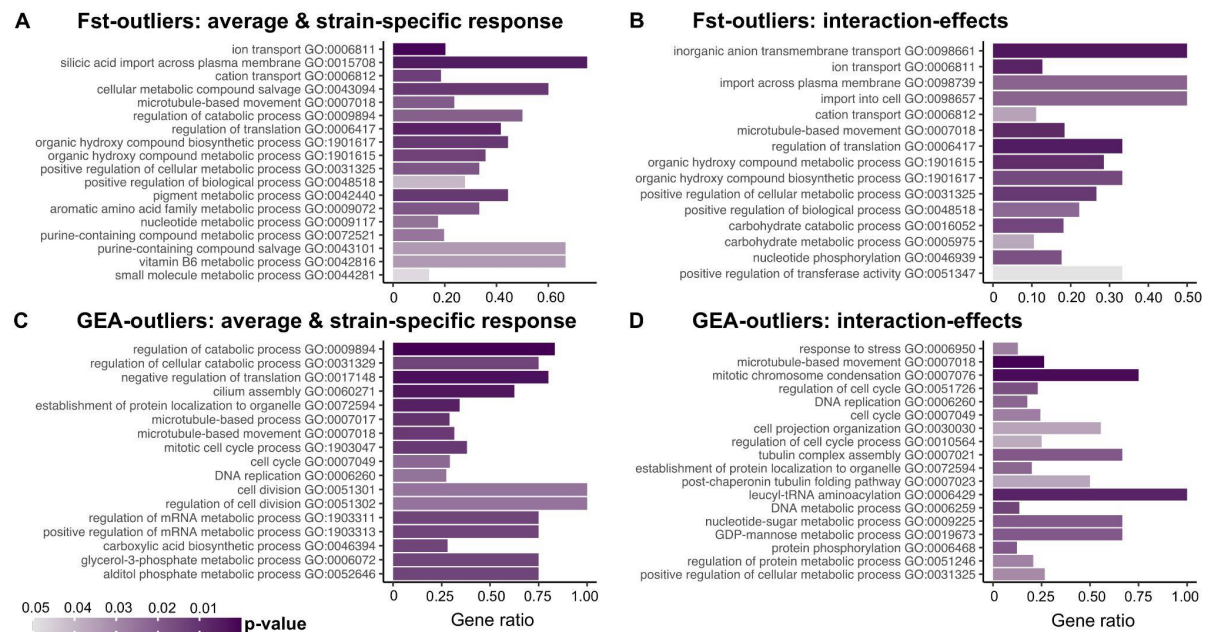 A Fst-outliers: average & strain-specific response
ion transport GO:0006811
silicic acid import across plasma membrane GO:0015708
cation transport GO:0006812
cellular metabolic compound salvage GO:0043094
microtubule-based movement GO:0007018
regulation of catabolic process GO:0009894
regulation of translation GO:0006417
organic hydroxy compound biosynthetic process GO:1901617
organic hydroxy compound metabolic process GO:1901615
positive regulation of cellular metabolic process GO:0031325
positive regulation of biological process GO:0048518
pigment metabolic process GO:0042440
aromatic amino acid family metabolic process GO:0009072
nucleotide metabolic process GO:0009117
purine-containing compound metabolic process GO:0072521
purine-containing compound salvage GO:0043101
vitamin B6 metabolic process GO:0042816
small molecule metabolic process GO:0044281
0 0.20 0.40 0.60
B Fst-outliers: interaction-effects
inorganic anion transmembrane transport GO:0098661
ion transport GO:0006811
import across plasma membrane GO:0098739
import into cell GO:0098657
cation transport GO:0006812
microtubule-based movement GO:0007018
regulation of translation GO:0006417
organic hydroxy compound metabolic process GO:1901615
organic hydroxy compound biosynthetic process GO:1901617
positive regulation of cellular metabolic process GO:0031325
positive regulation of biological process GO:0048518
carbohydrate catabolic process GO:0016052
carbohydrate metabolic process GO:0005975
nucleotide phosphorylation GO:0046939
positive regulation of transferase activity GO:0051347
0 0.10 0.20 0.30 0.40 0.50
C GEA-outliers: average & strain-specific response
regulation of catabolic process GO:0009894
regulation of cellular catabolic process GO:0031329
negative regulation of translation GO:0017148
cilium assembly GO:0060271
establishment of protein localization to organelle GO:0072594
microtubule-based process GO:0007017
microtubule-based movement GO:0007018
mitotic cell cycle process GO:1903047
cell cycle GO:0007049
DNA replication GO:0006260
cell division GO:0051301
regulation of cell division GO:0051302
regulation of mRNA metabolic process GO:1903311
positive regulation of mRNA metabolic process GO:1903313
carboxylic acid biosynthetic process GO:0046394
glycerol-3-phosphate metabolic process GO:0006072
alditol phosphate metabolic process GO:0052646
0 0.25 0.50 0.75 1.00
Gene ratio
D GEA-outliers: interaction-effects
response to stress GO:0006950
microtubule-based movement GO:0007018
mitotic chromosome condensation GO:0007076
regulation of cell cycle GO:0051726
DNA replication GO:0006260
cell cycle GO:0007049
cell projection organization GO:0030030
regulation of cell cycle process GO:0010564
tubulin complex assembly GO:0007021
establishment of protein localization to organelle GO:0072594
post-chaperonin tubulin folding pathway GO:0007023
leucyl-tRNA aminoacylation GO:0006429
DNA metabolic process GO:0006259
nucleotide-sugar metabolic process GO:0009225
GDP-mannose metabolic process GO:0019673
protein phosphorylation GO:0006468
regulation of protein metabolic process GO:0051246
positive regulation of cellular metabolic process GO:0031325
0 0.25 0.50 0.75 1.00
Gene ratio
0.05 0.04 0.03 0.02 0.01
p-value